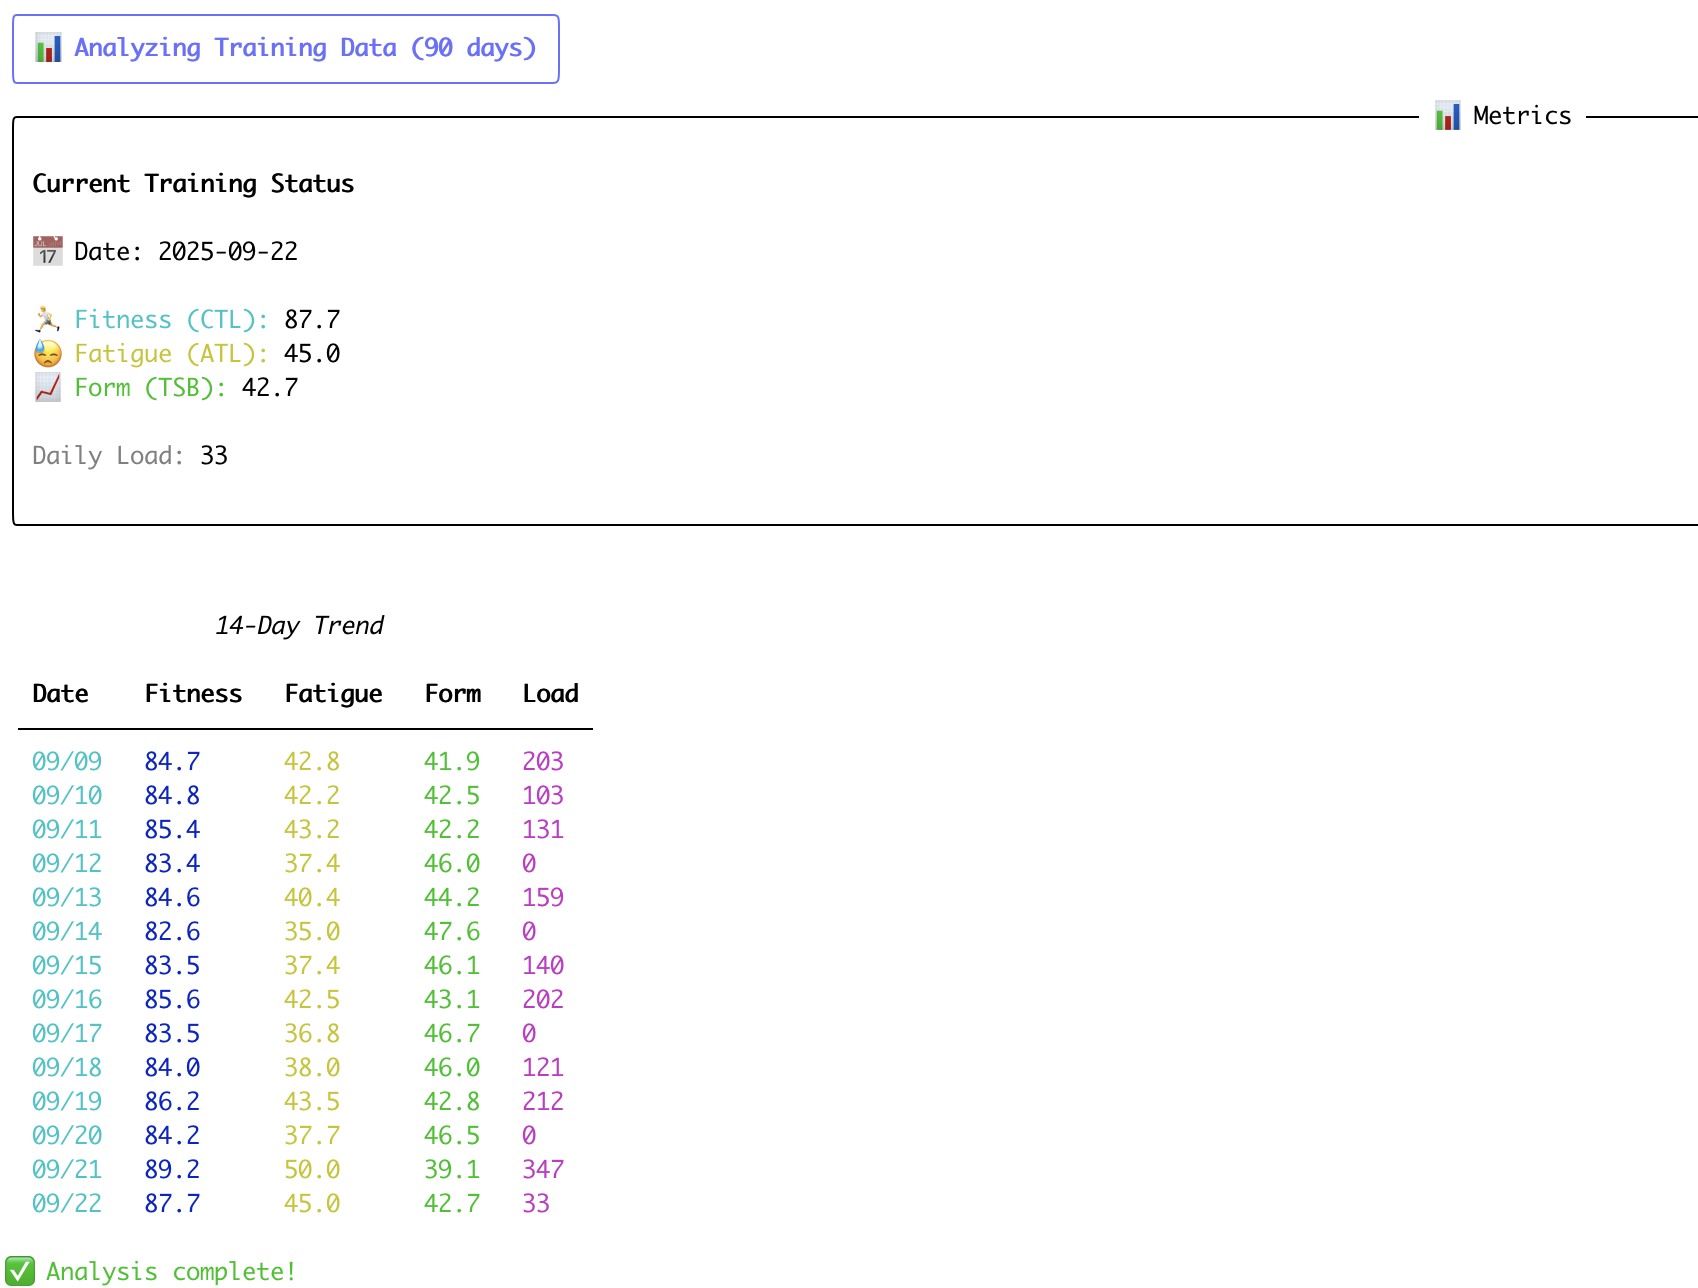 📊 Analyzing Training Data (90 days)
📊 Metrics
Current Training Status
📅 Date: 2025-09-22
🏃 Fitness (CTL): 87.7
😓 Fatigue (ATL): 45.0
📈 Form (TSB): 42.7
Daily Load: 33
14-Day Trend
Date Fitness Fatigue Form Load
09/09 84.7 42.8 41.9 203
09/10 84.8 42.2 42.5 103
09/11 85.4 43.2 42.2 131
09/12 83.4 37.4 46.0 0
09/13 84.6 40.4 44.2 159
09/14 82.6 35.0 47.6 0
09/15 83.5 37.4 46.1 140
09/16 85.6 42.5 43.1 202
09/17 83.5 36.8 46.7 0
09/18 84.0 38.0 46.0 121
09/19 86.2 43.5 42.8 212
09/20 84.2 37.7 46.5 0
09/21 89.2 50.0 39.1 347
09/22 87.7 45.0 42.7 33
✅ Analysis complete!